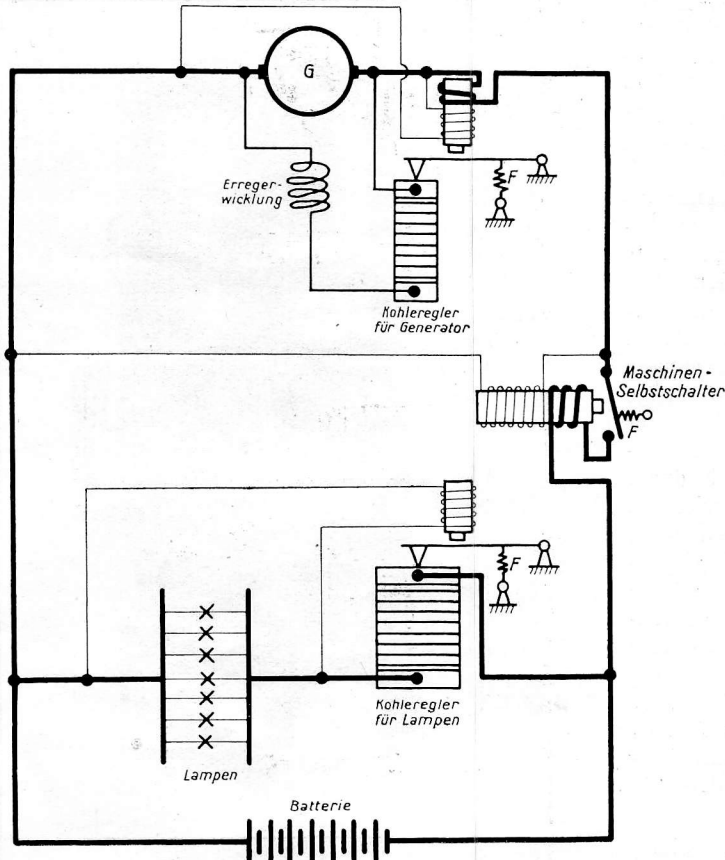 G
F
Erreger-
wicklung
Kohleregler
für Generator
Maschinen-
Selbstschalter
F
F
Kohleregler
für Lampen
Lampen
Batterie